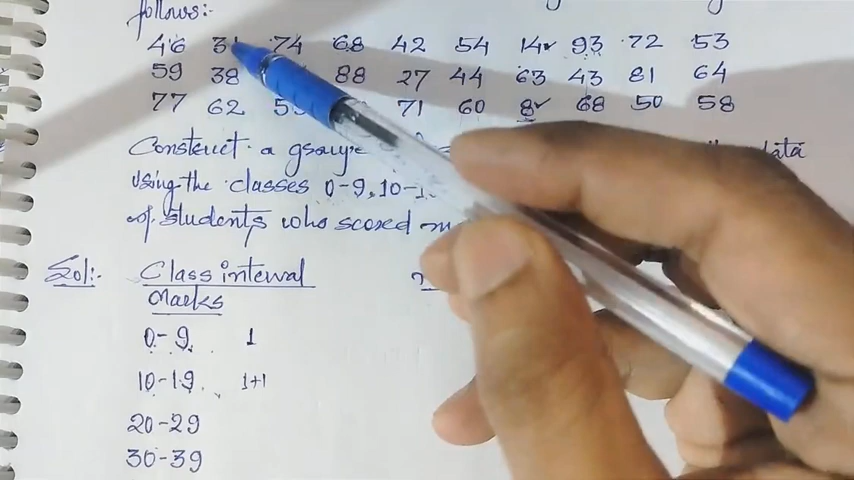 follows:-
46 74 68 42 54 14 93 72 53
59 38 88 27 44 63 43 81 64
77 62 71 60 8 68 50 58
Construct a data
using the classes 0-9, 10-1
of students who scored
Sol:- Class interval
Marks
0-9 1
10-19 1+1
20-29
30-39